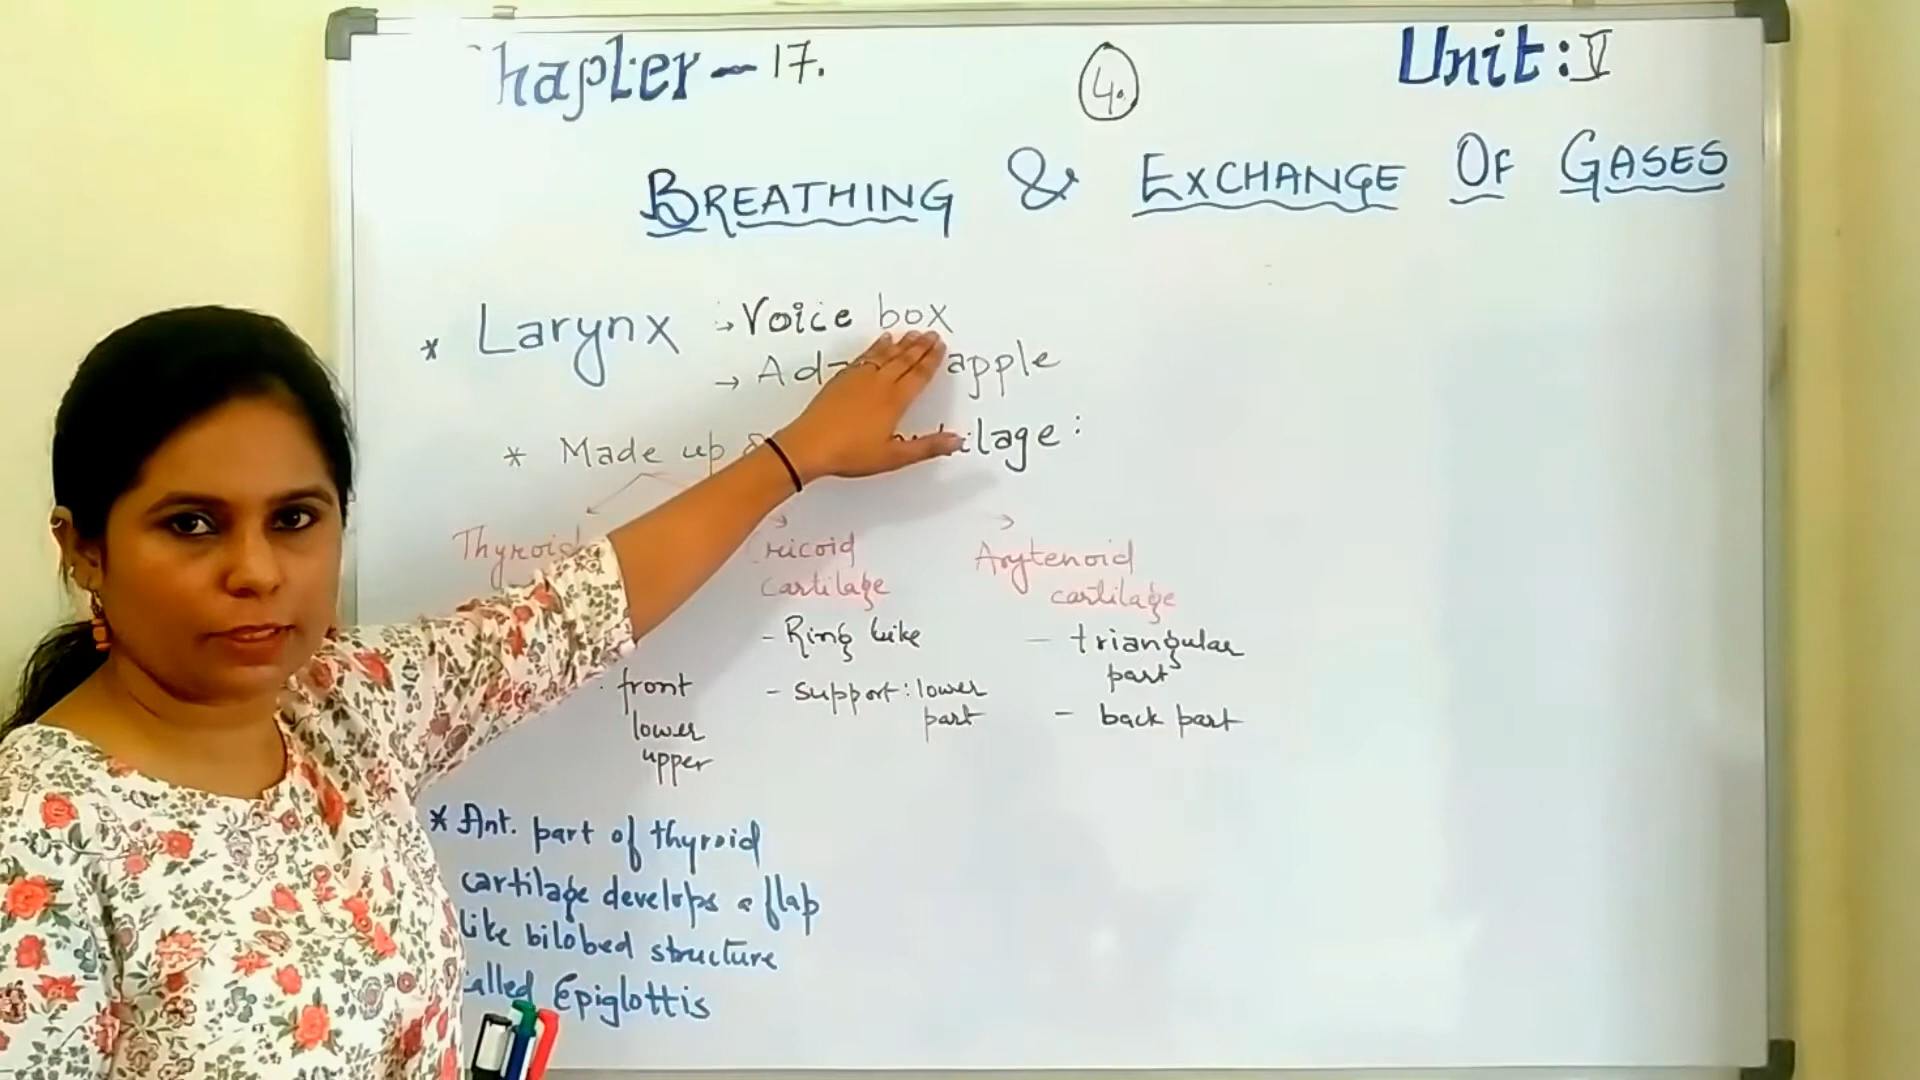 Chapter - 17.
4.
Unit: V
BREATHING & EXCHANGE OF GASES
* Larynx → Voice box
→ apple
* Made up
Thyroid
Cricoid
cartilage
Arytenoid
cartilage
- Ring like
- support: lower
part
- triangular
part
- back part
front
lower
upper
* Ant. part of thyroid
cartilage develops a flap
like bilobed structure
called Epiglottis